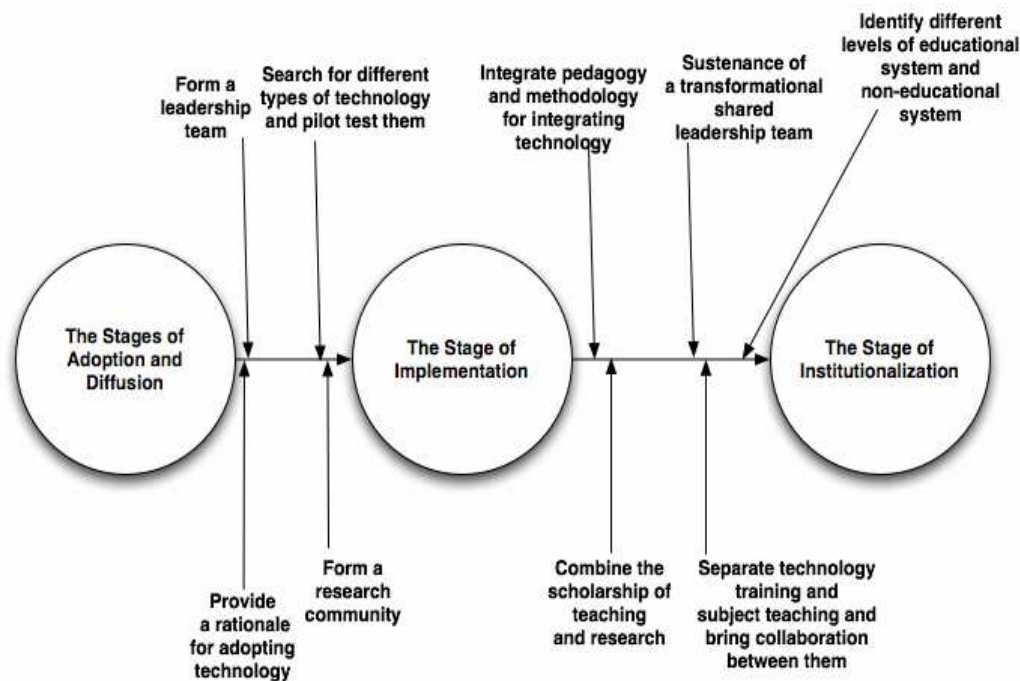 Form a
leadership
team
Search for different
types of technology
and pilot test them
Integrate pedagogy
and methodology
for integrating
technology
Sustenance of
a transformational
shared
leadership team
Identify different
levels of educational
system and
non-educational
system
The Stages of
Adoption and
Diffusion
The Stage of
Implementation
The Stage of
Institutionalization
Provide
a rationale
for adopting
technology
Form a
research
community
Combine the
scholarship of
teaching
and research
Separate technology
training and
subject teaching and
bring collaboration
between them